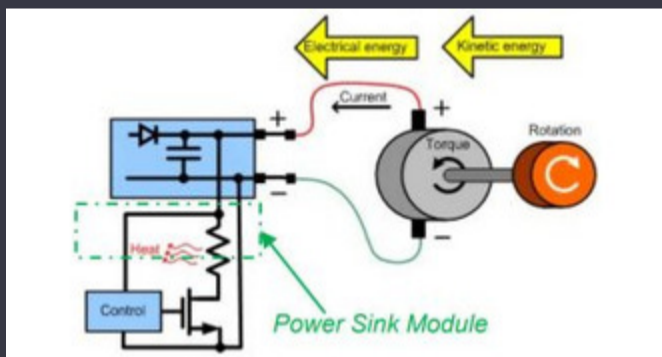 Electrical energy
Kinetic energy
Current
+
+
Rotation
Torque
−
−
Heat
Control
Power Sink Module